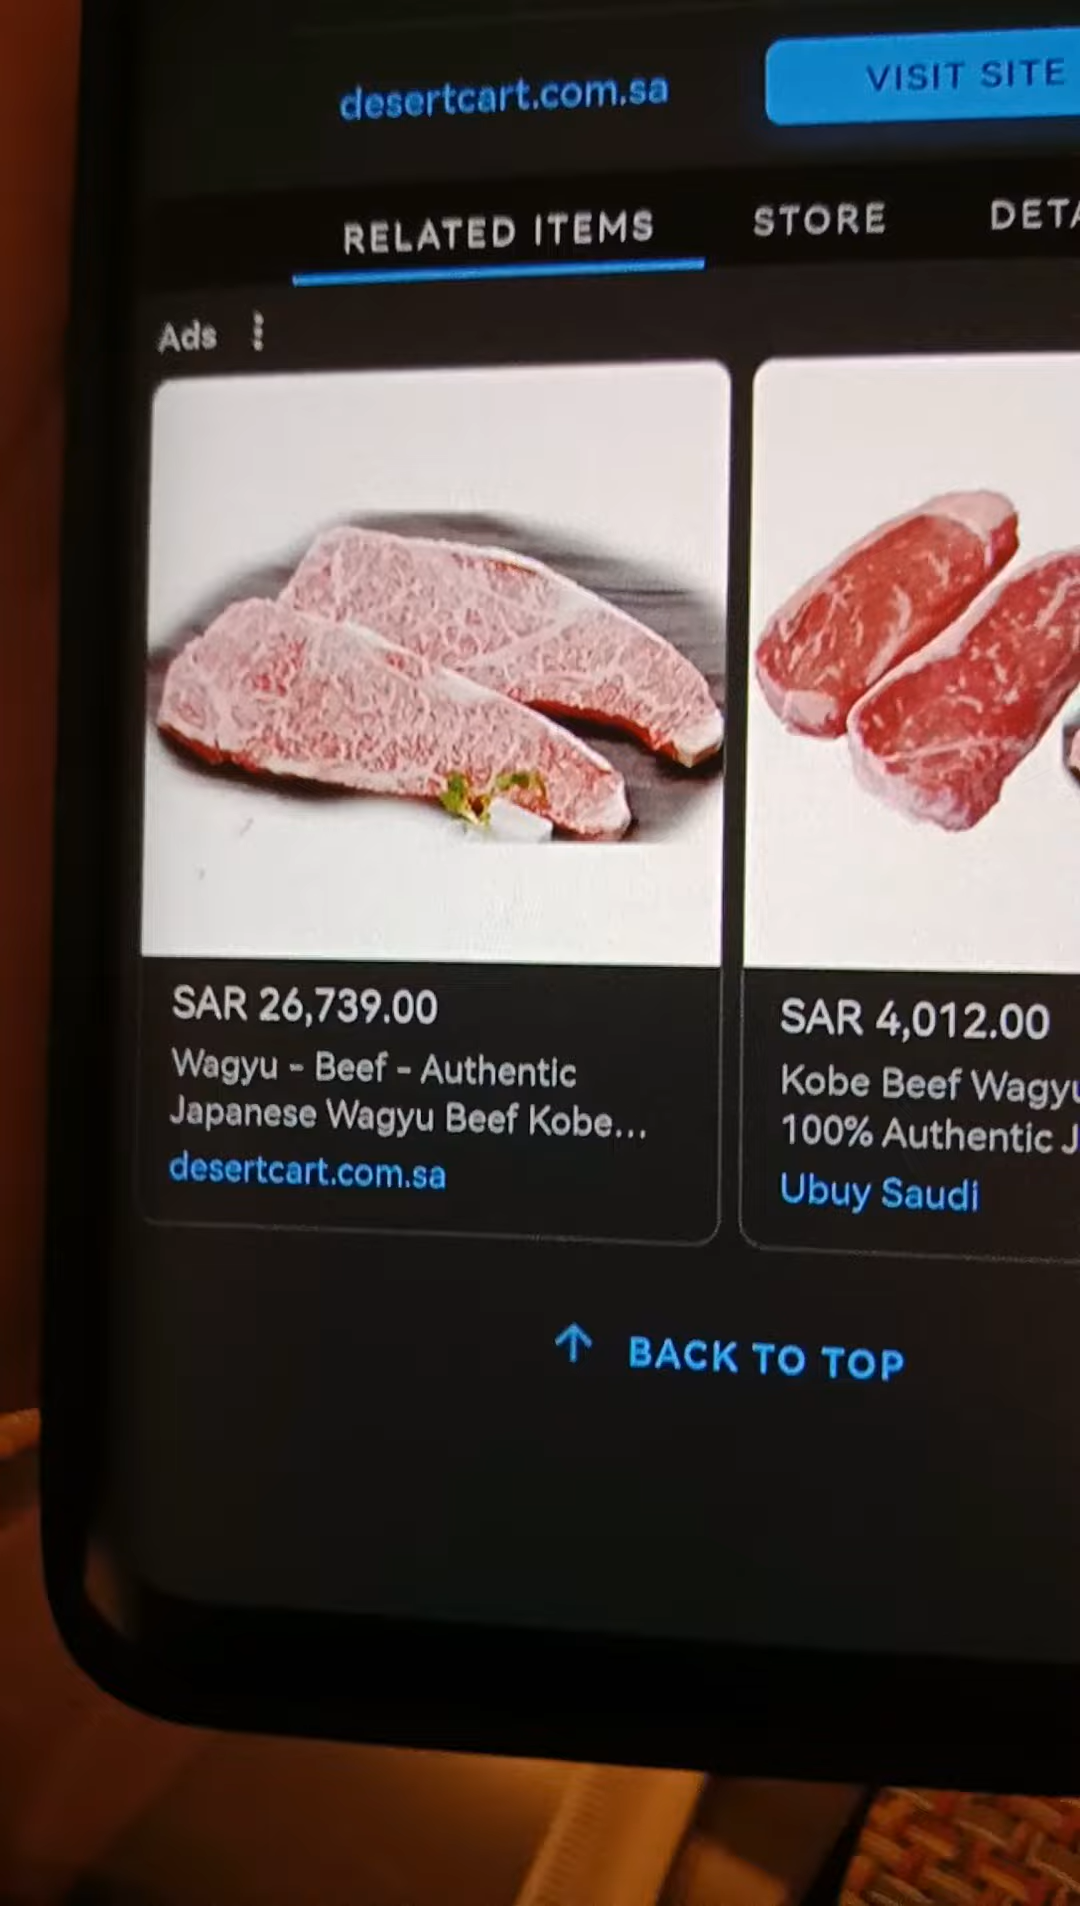 desertcart.com.sa
VISIT SITE
RELATED ITEMS
STORE
Ads
SAR 26,739.00
Wagyu - Beef - Authentic
Japanese Wagyu Beef Kobe...
desertcart.com.sa
SAR 4,012.00
Kobe Beef
100% Authentic
Ubuy Saudi
BACK TO TOP